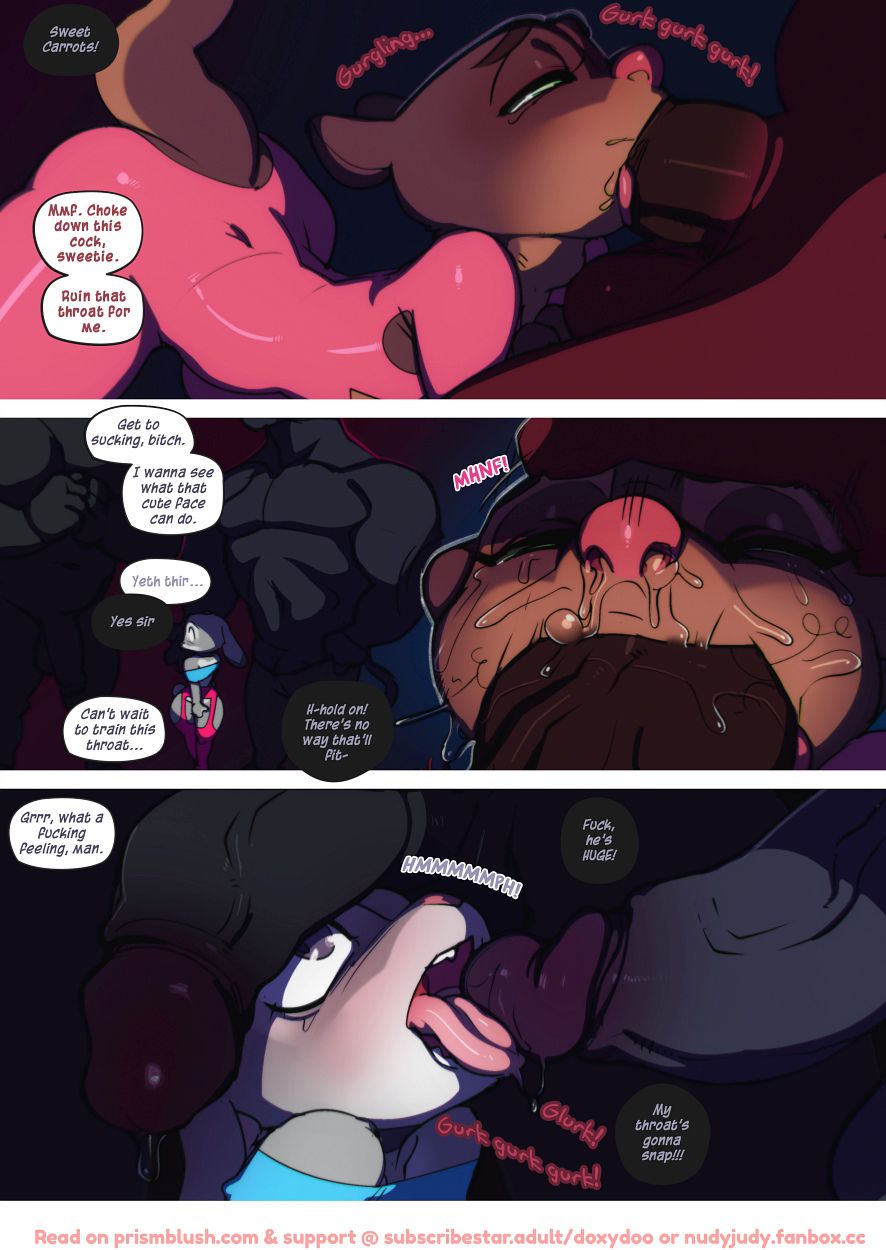 Sweet
Carrots!
Gurgling...
Gurk gurk gurk!
Mmf. Choke
down this
cock,
sweetie.
Ruin that
throat for
me.
Get to
sucking, bitch.
I wanna see
what that
cute face
can do.
MHNF!
Yeth thir...
Yes sir
Can't wait
to train this
throat...
H-hold on!
There's no
way that'll
fit-
Grrr, what a
fucking
feeling, man.
HMMMMMMPH!
Fuck,
he's
HUGE!
Glurk!
Gurk gurk gurk!
My
throat's
gonna
snap!!!
Read on prismblush.com & support @ subscribestar.adult/doxydoo or nudyjudy.fanbox.cc